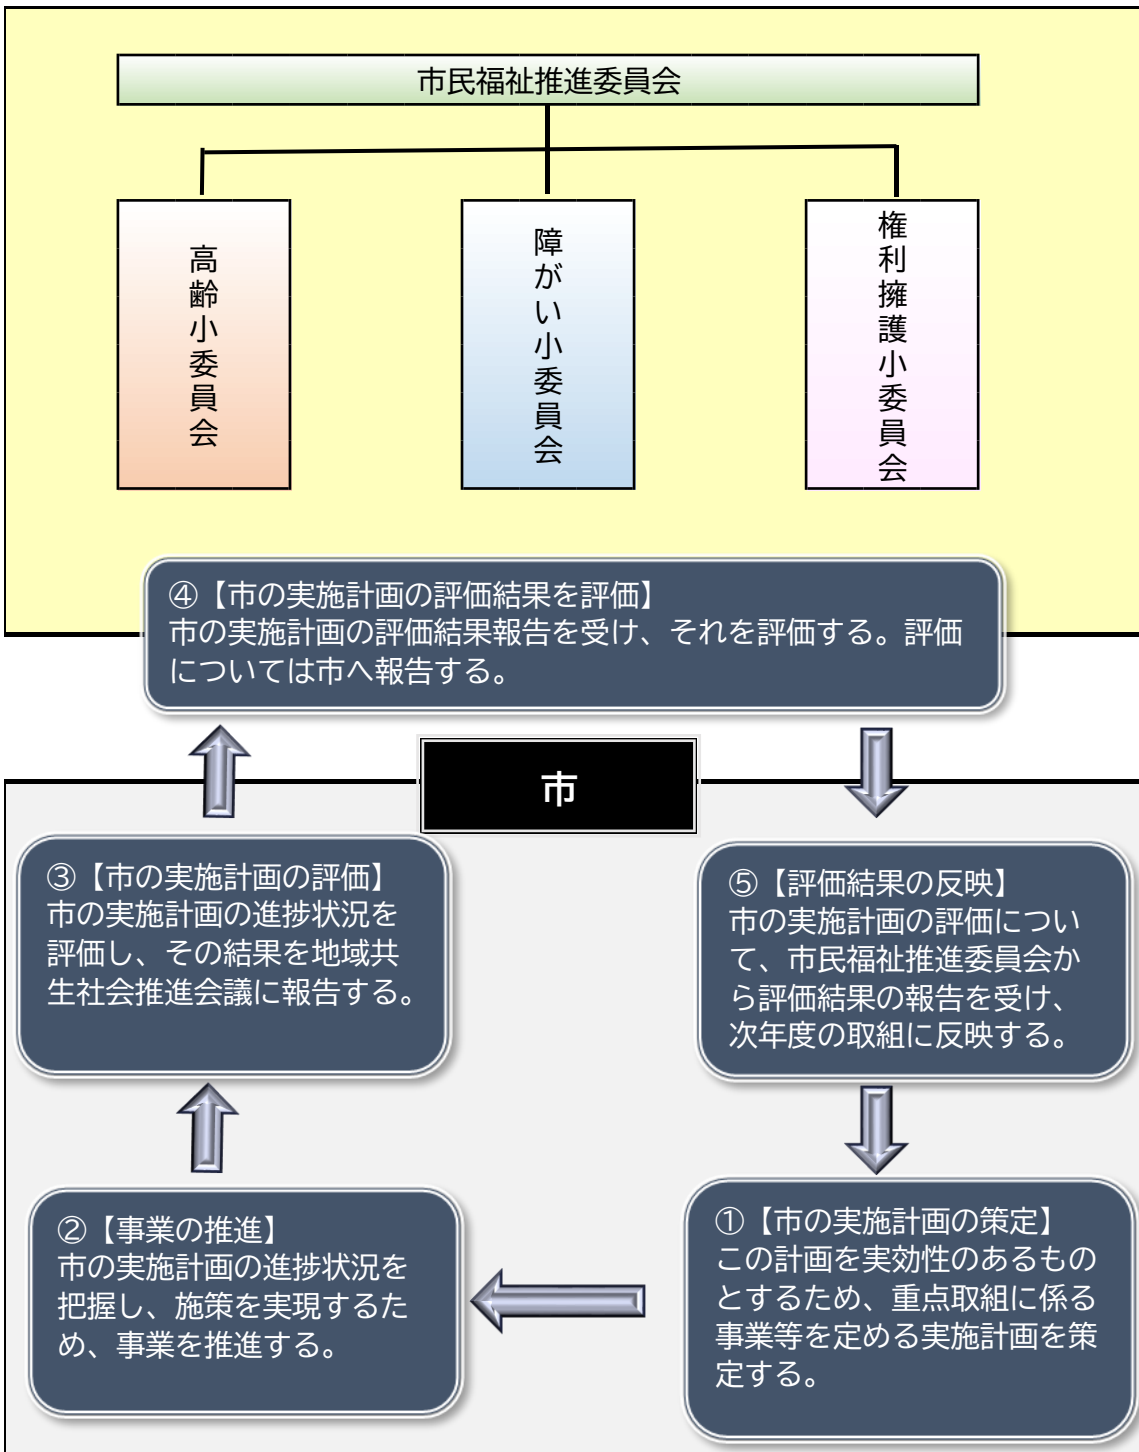 市民福祉推進委員会
高齢小委員会
障がい小委員会
権利擁護小委員会
④【市の実施計画の評価結果を評価】
市の実施計画の評価結果報告を受け、それを評価する。評価
については市へ報告する。
市
③【市の実施計画の評価】
市の実施計画の進捗状況を
評価し、その結果を地域共
生社会推進会議に報告する。
⑤【評価結果の反映】
市の実施計画の評価につい
て、市民福祉推進委員会か
ら評価結果の報告を受け、
次年度の取組に反映する。
②【事業の推進】
市の実施計画の進捗状況を
把握し、施策を実現するた
め、事業を推進する。
①【市の実施計画の策定】
この計画を実効性のあるもの
とするため、重点取組に係る
事業等を定める実施計画を策
定する。